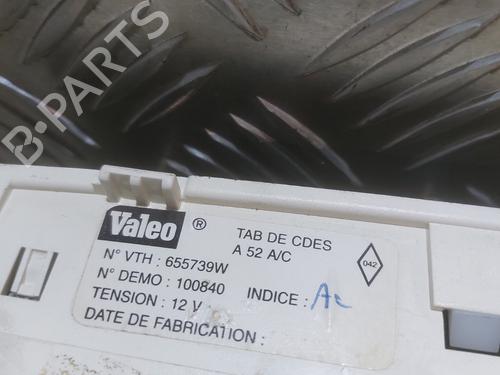 B-PARTS
Valeo ®
TAB DE CDES
A 52 A/C
N° VTH : 655739W
N° DEMO : 100840
TENSION : 12 V
INDICE : Ac
DATE DE FABRICATION :
042